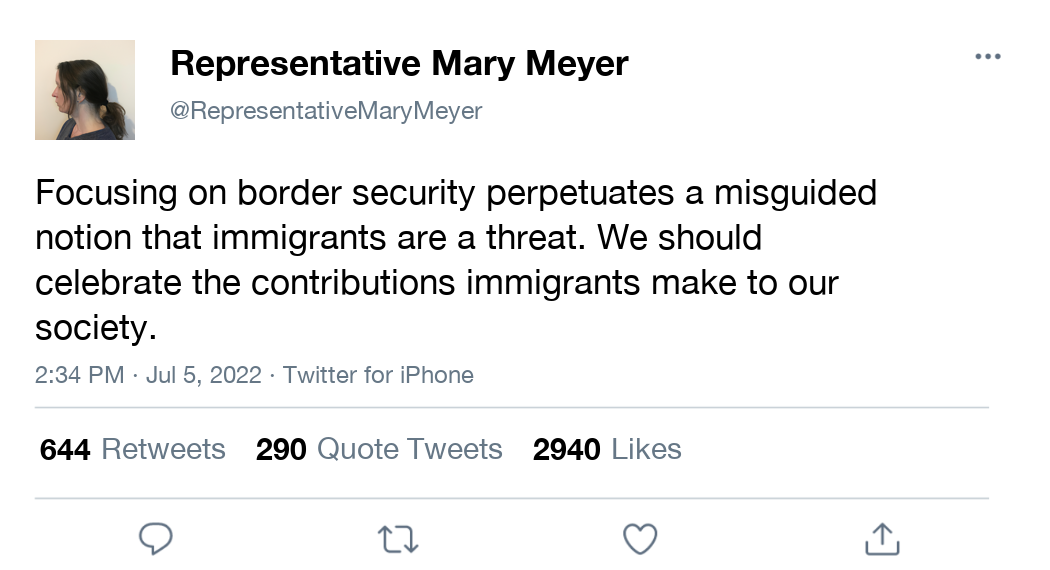 Representative Mary Meyer
@RepresentativeMaryMeyer
Focusing on border security perpetuates a misguided
notion that immigrants are a threat. We should
celebrate the contributions immigrants make to our
society.
2:34 PM · Jul 5, 2022 · Twitter for iPhone
644 Retweets 290 Quote Tweets 2940 Likes